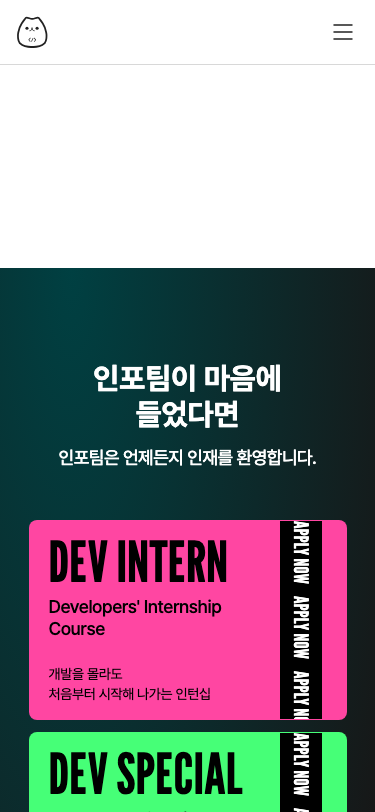 인포팀이 마음에
들었다면
인포팀은 언제든지 인재를 환영합니다.
DEV INTERN
Developers' Internship
Course
개발을 몰라도
처음부터 시작해 나가는 인턴십
APPLY NOW APPLY NOW APPLY N
DEV SPECIAL
APPLY NOW